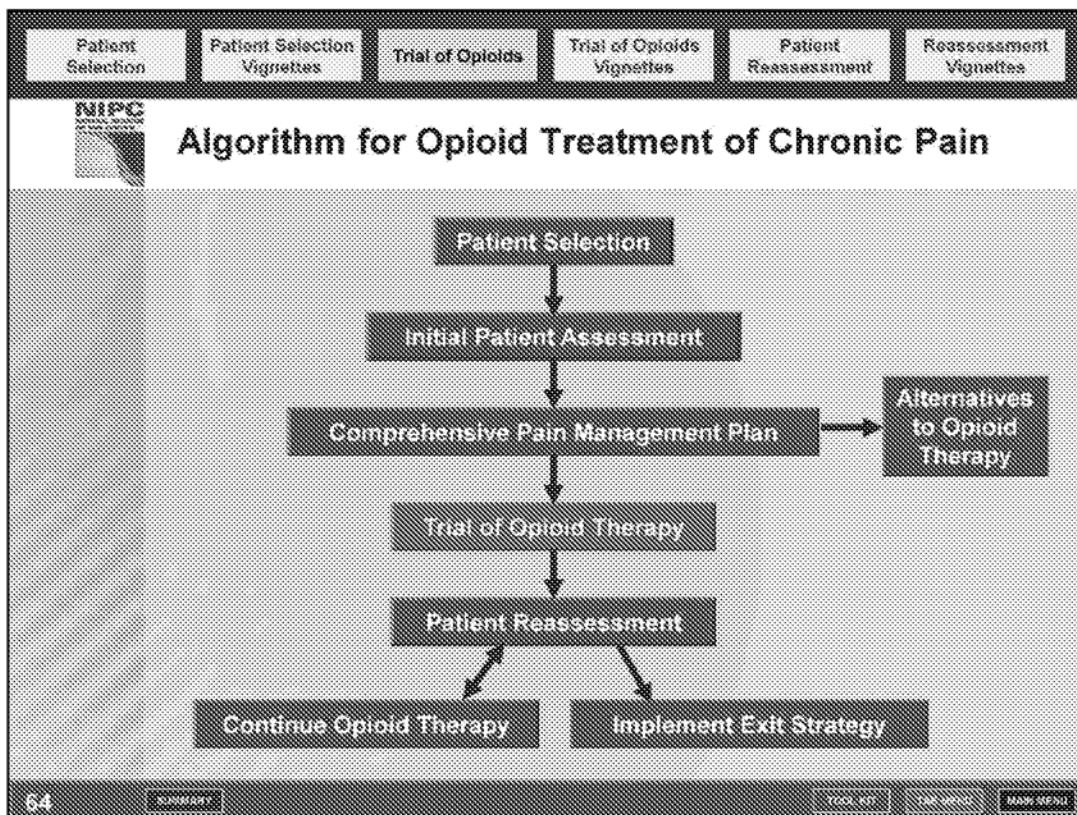 Patient
Selection
Patient Selection
Vignettes
Trial of Opioids
Trial of Opioids
Vignettes
Patient
Reassessment
Reassessment
Vignettes
NIPC
Algorithm for Opioid Treatment of Chronic Pain
Patient Selection
Initial Patient Assessment
Comprehensive Pain Management Plan
Alternatives
to Opioid
Therapy
Trial of Opioid Therapy
Patient Reassessment
Continue Opioid Therapy
Implement Exit Strategy
64
SUMMARY
TOOL KIT
TAB MENU
MAIN MENU